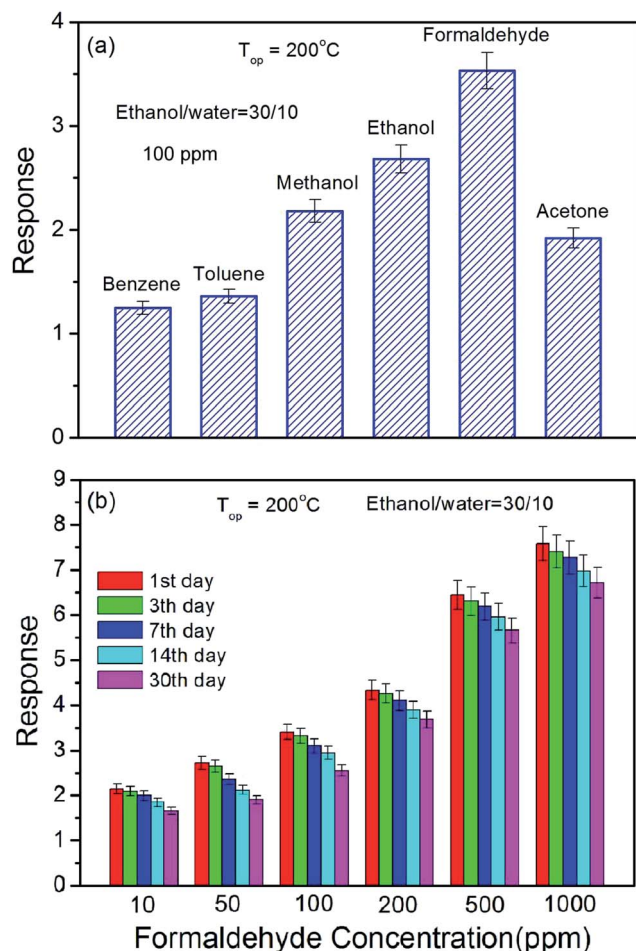 (a)
T_op = 200°C
Formaldehyde
Ethanol/water=30/10
100 ppm
Ethanol
Methanol
Acetone
Benzene
Toluene
Response
4
3
2
1
0
(b)
T_op = 200°C
Ethanol/water=30/10
1st day
3th day
7th day
14th day
30th day
Response
9
8
7
6
5
4
3
2
1
0
10 50 100 200 500 1000
Formaldehyde Concentration(ppm)